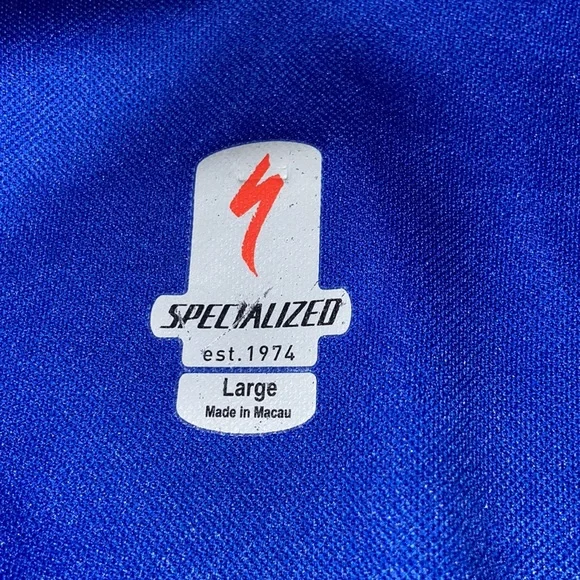 SPECIALIZED
est.1974
Large
Made in Macau